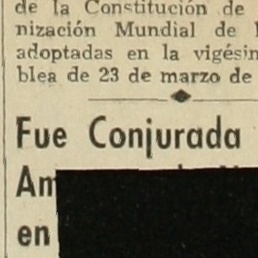 de la Constitución de
nización Mundial de
adoptadas en la vigésim
blea de 23 de marzo de
Fue Conjurada
en